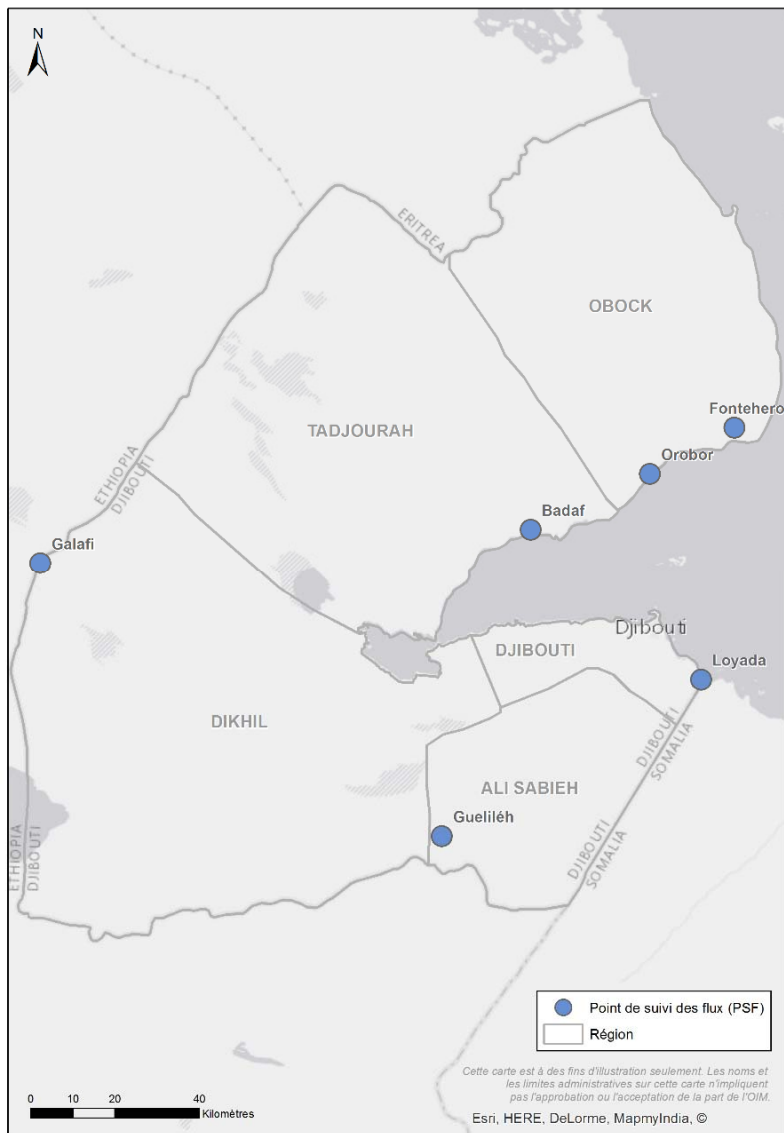 N
ERITREA
OBOCK
Fontehero
TADJOURAH
Orobor
ETHIOPIA
DJIBOUTI
Badaf
Galafi
Djibouti
DJIBOUTI
Loyada
DIKHIL
DJIBOUTI
SOMALIA
ALI SABIEH
Gueliléh
ETHIOPIA
DJIBOUTI
DJIBOUTI
SOMALIA
Point de suivi des flux (PSF)
Région
Cette carte est à des fins d'illustration seulement. Les noms et
les limites administratives sur cette carte n'impliquent
pas l'approbation ou l'acceptation de la part de l'OIM.
0 10 20 40
Kilomètres
Esri, HERE, DeLorme, MapmyIndia, ©